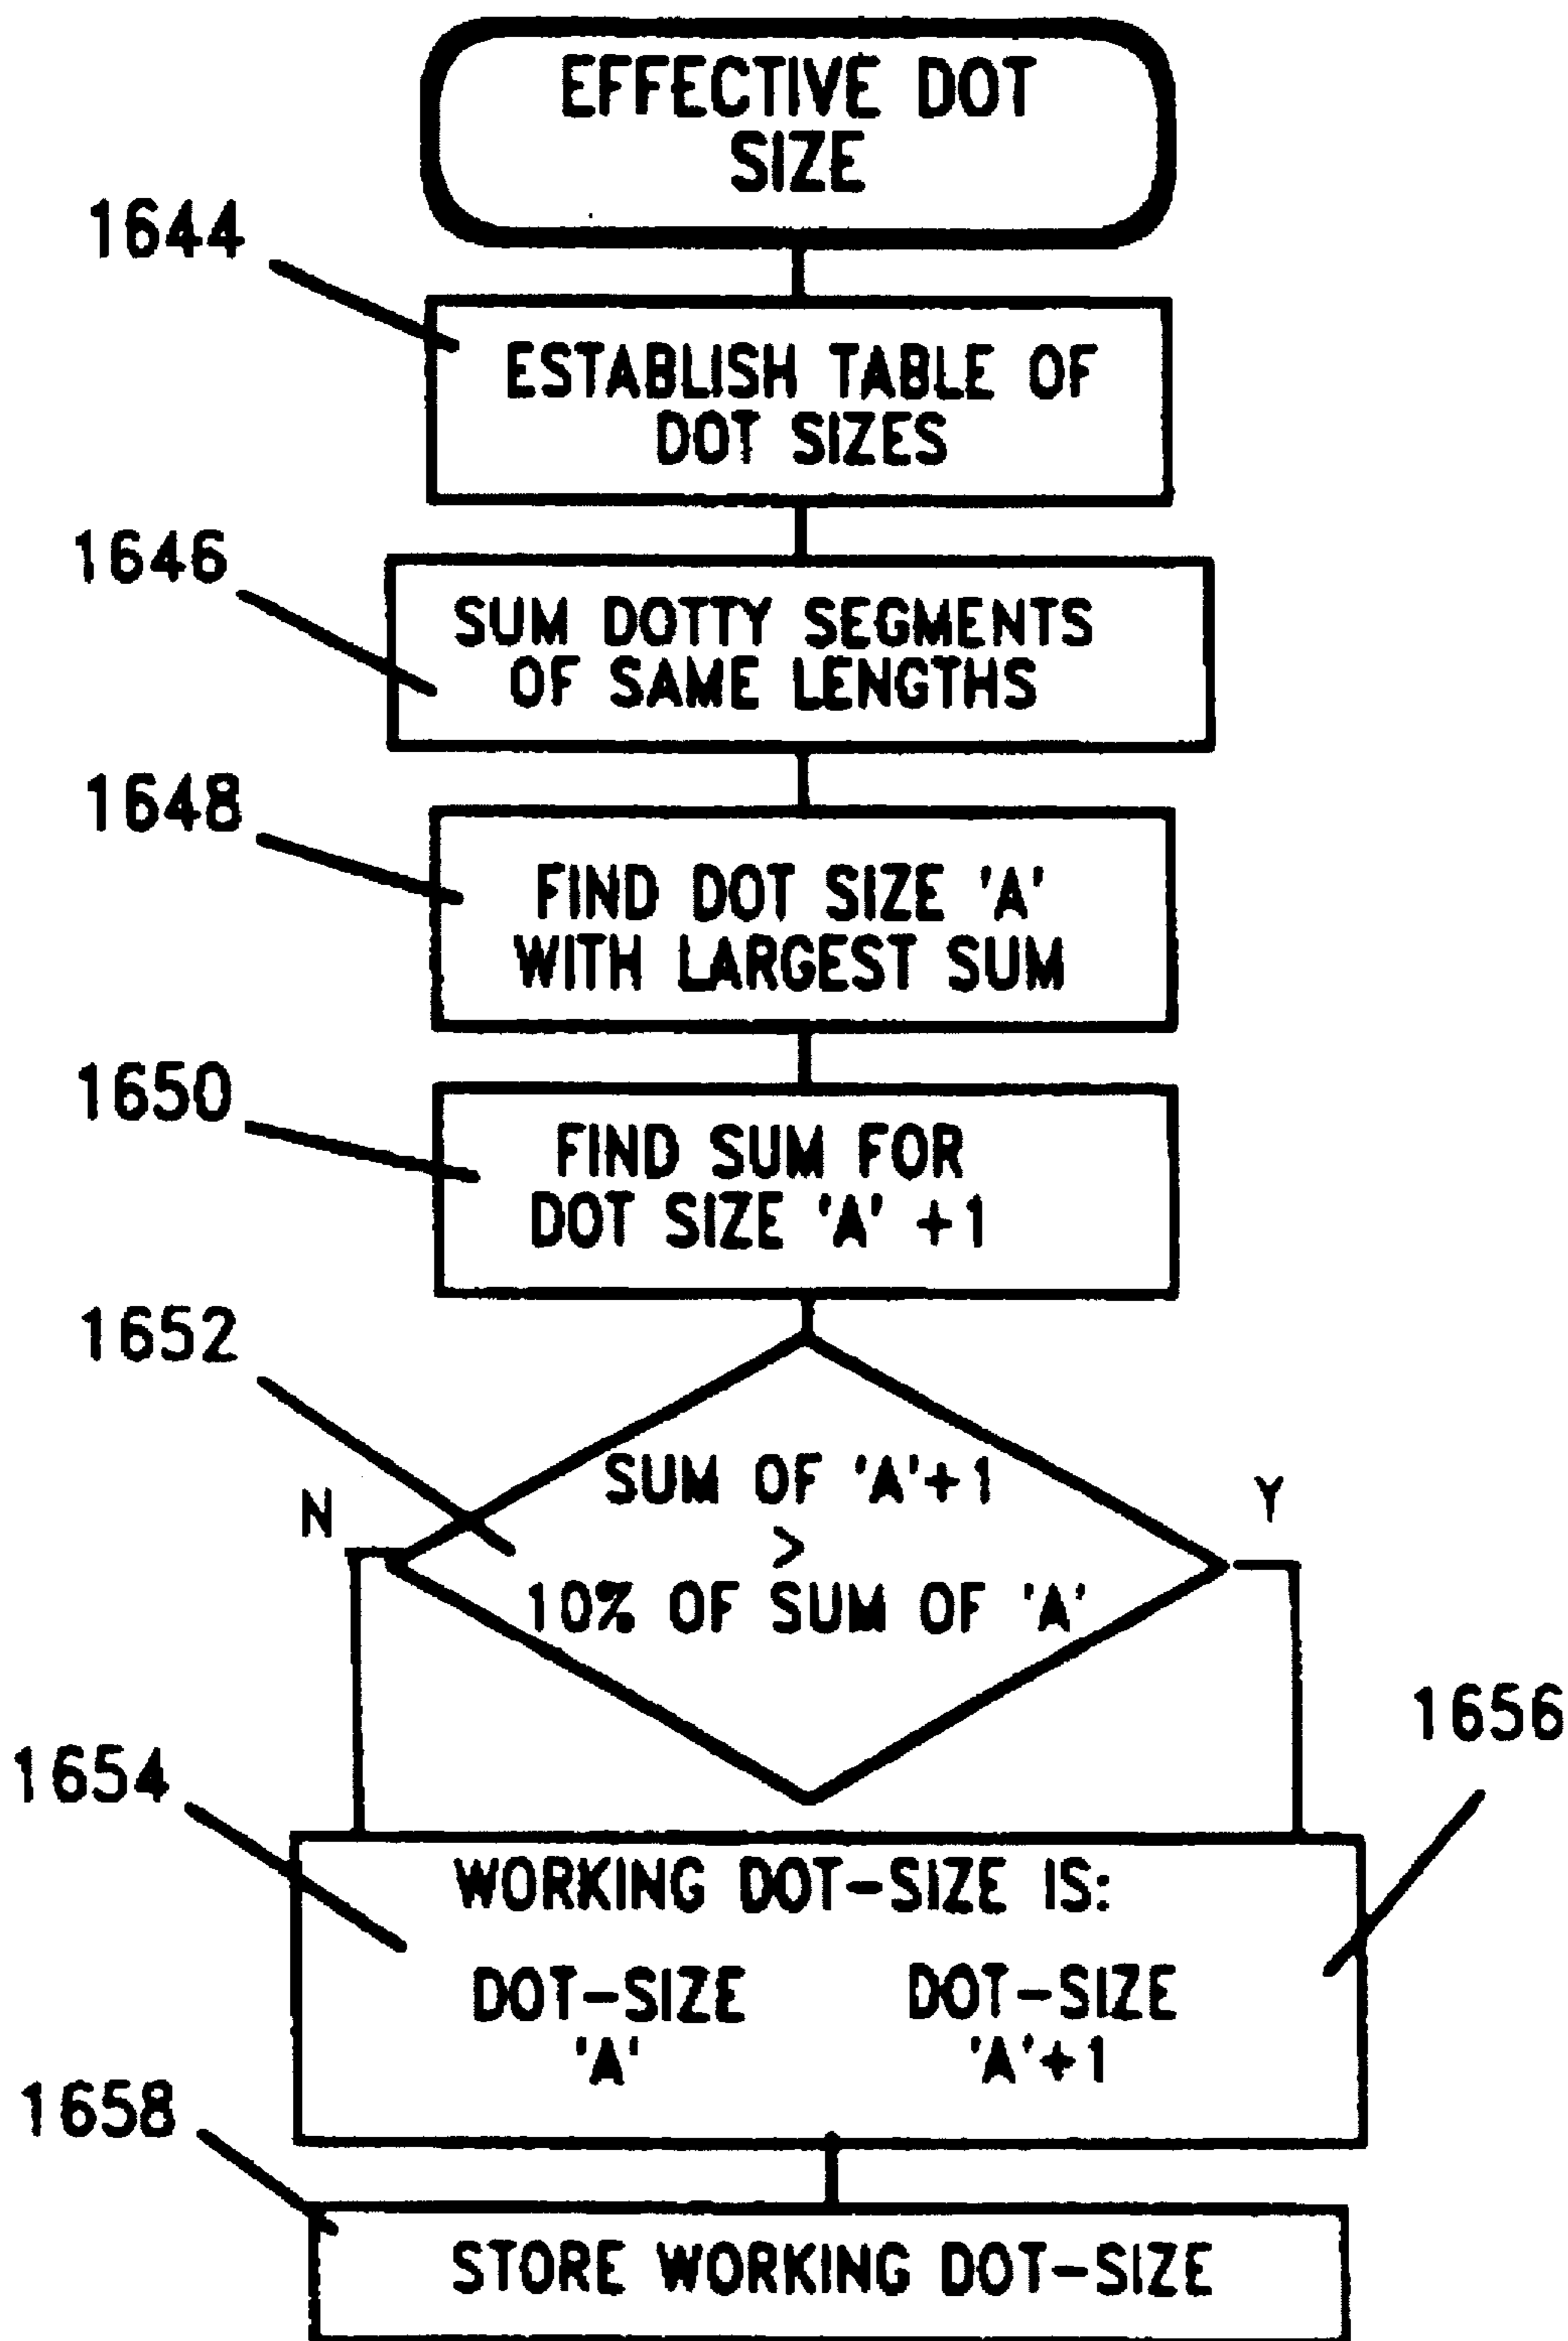 EFFECTIVE DOT
SIZE
1644
ESTABLISH TABLE OF
DOT SIZES
1646
SUM DOTTY SEGMENTS
OF SAME LENGTHS
1648
FIND DOT SIZE 'A'
WITH LARGEST SUM
1650
FIND SUM FOR
DOT SIZE 'A' +1
1652
SUM OF 'A'+1
>
10% OF SUM OF 'A'
N
Y
1654
1656
WORKING DOT-SIZE IS:
DOT-SIZE
'A'
DOT-SIZE
'A'+1
1658
STORE WORKING DOT-SIZE